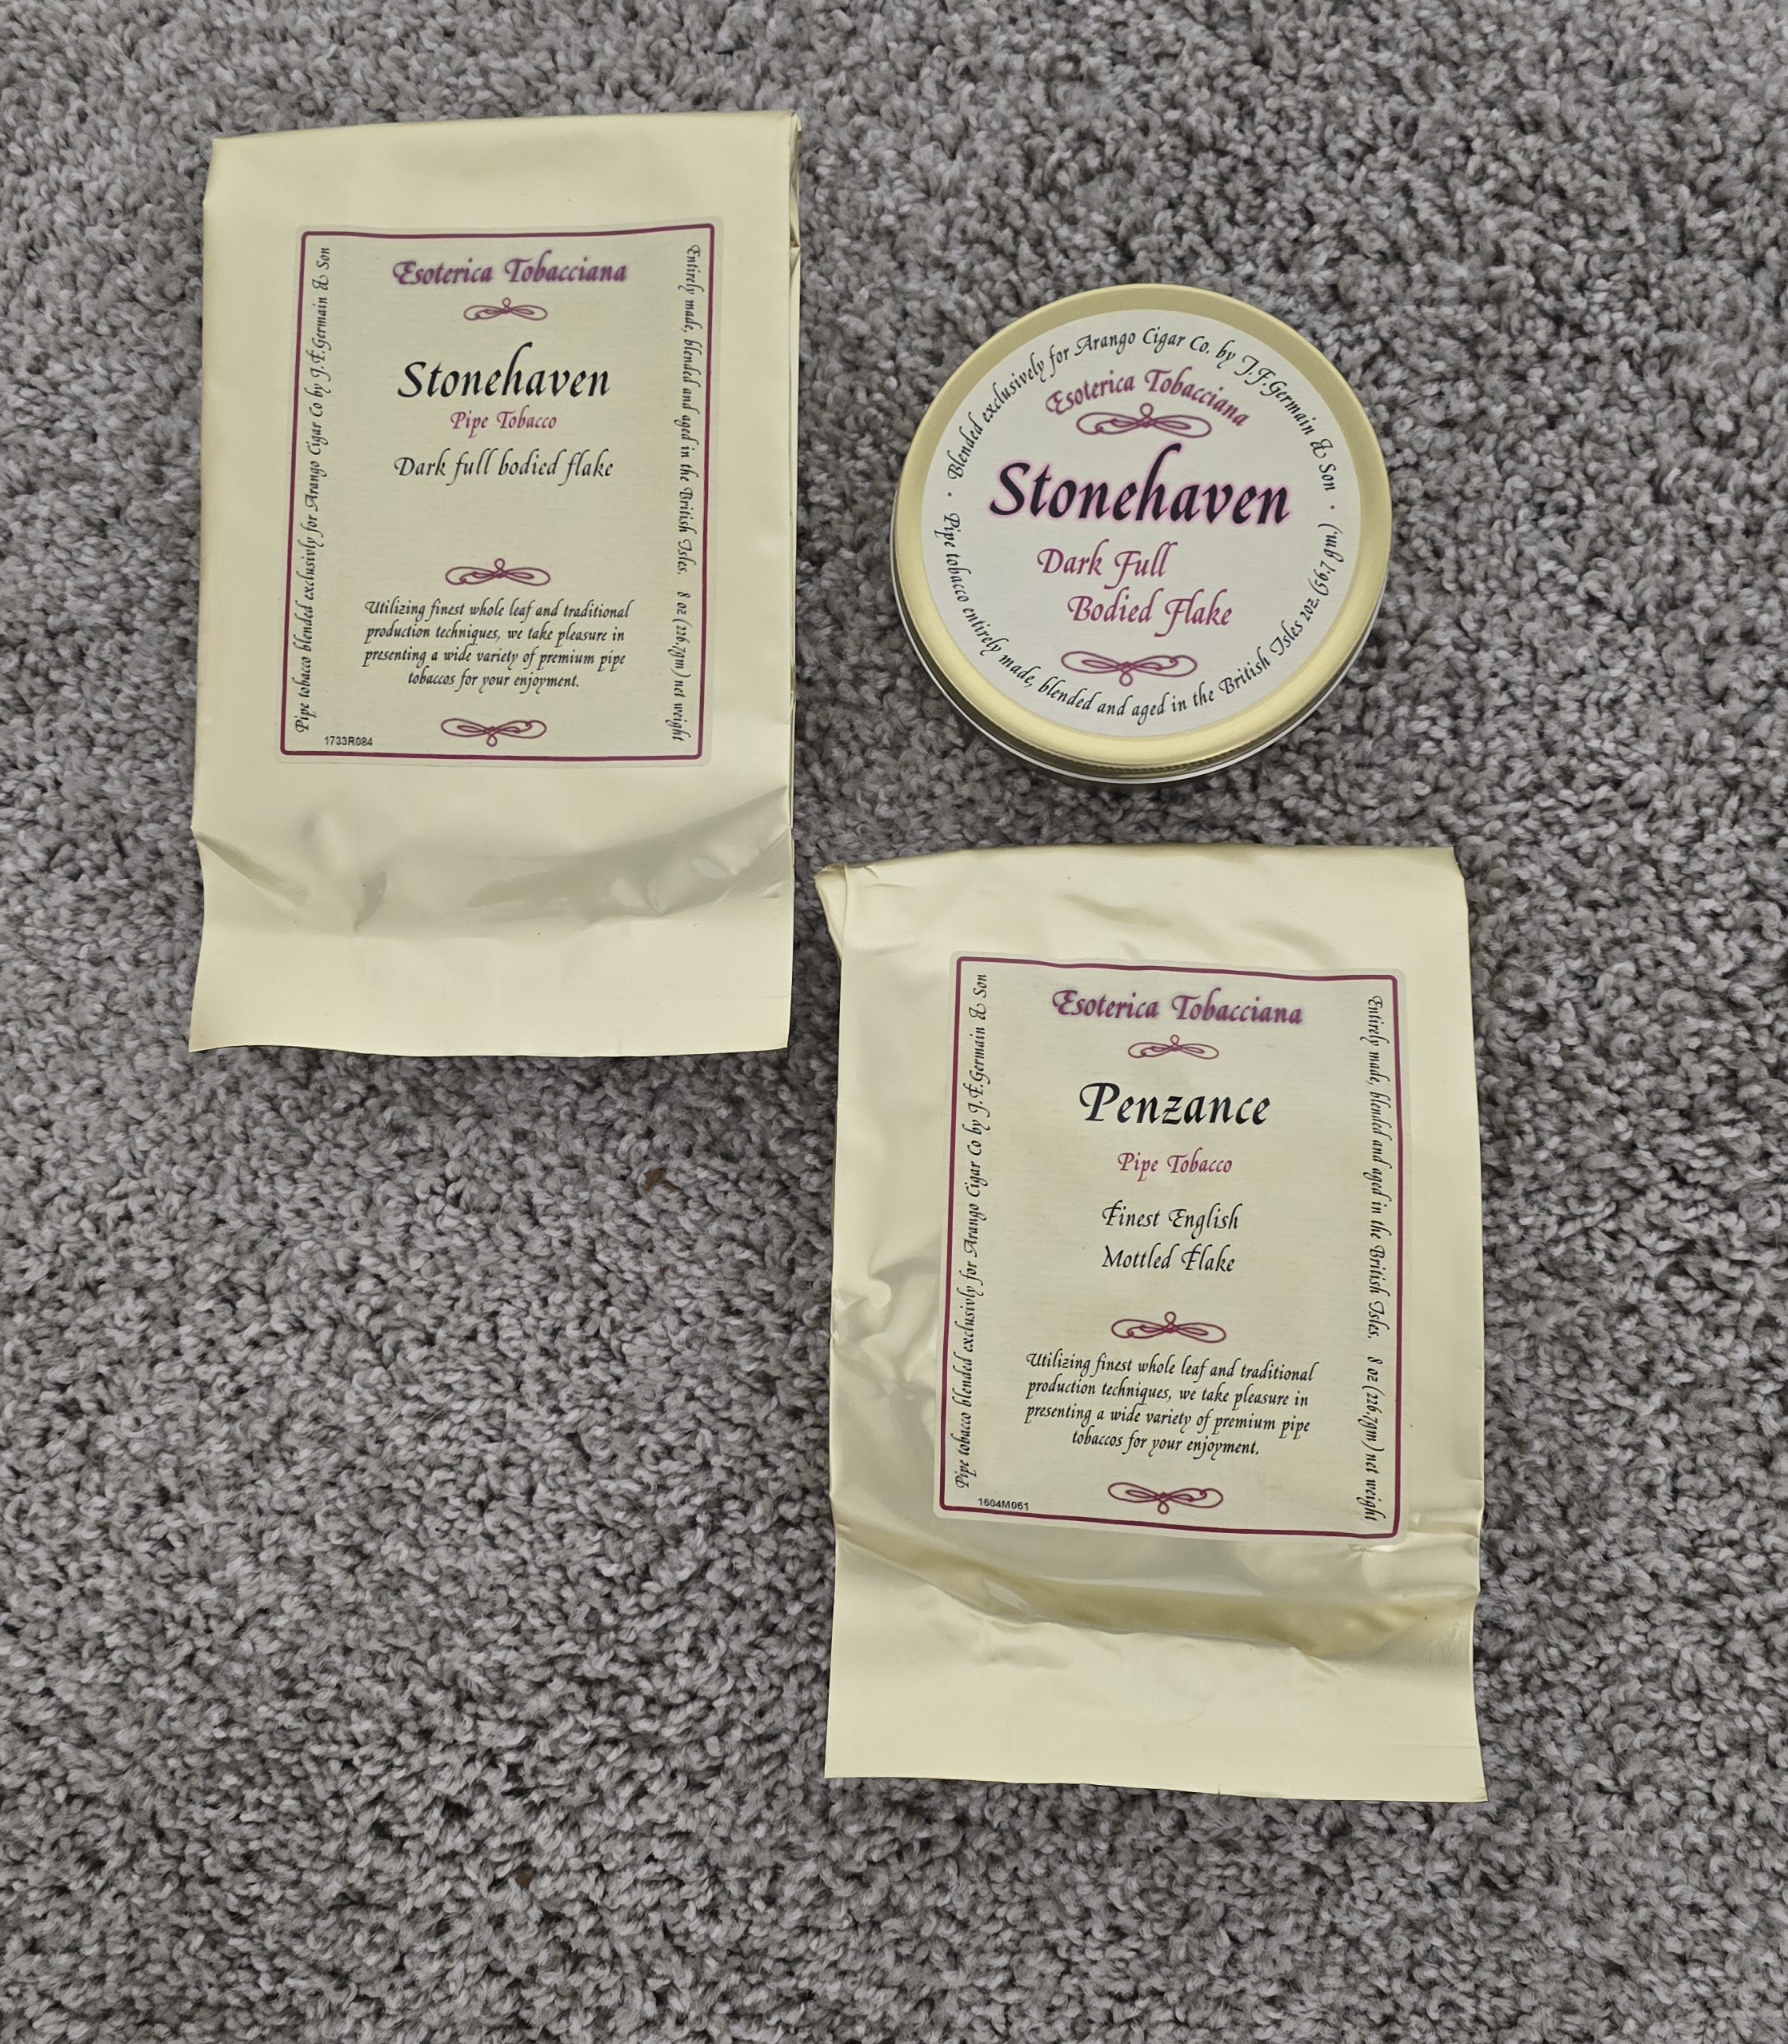 Esoterica Tobacciana
Stonehaven
Pipe Tobacco
Dark full bodied flake
Utilizing finest whole leaf and traditional
production techniques, we take pleasure in
presenting a wide variety of premium pipe
tobaccos for your enjoyment.
Pipe tobacco blended exclusivly for Arango Cigar Co by J.F.Germain & Son
Entirely made, blended and aged in the British Isles. 8 oz (226.7gm) net weight
1733R084
Blended exclusively for Arango Cigar Co. by J.F.Germain & Son
Esoterica Tobacciana
Stonehaven
Dark Full
Bodied Flake
Pipe tobacco entirely made, blended and aged in the British Isles 2oz. (56.7 gm)
Esoterica Tobacciana
Penzance
Pipe Tobacco
Finest English
Mottled Flake
Utilizing finest whole leaf and traditional
production techniques, we take pleasure in
presenting a wide variety of premium pipe
tobaccos for your enjoyment.
Pipe tobacco blended exclusivly for Arango Cigar Co by J.F.Germain & Son
Entirely made, blended and aged in the British Isles. 8 oz (226.7gm) net weight
1604M061